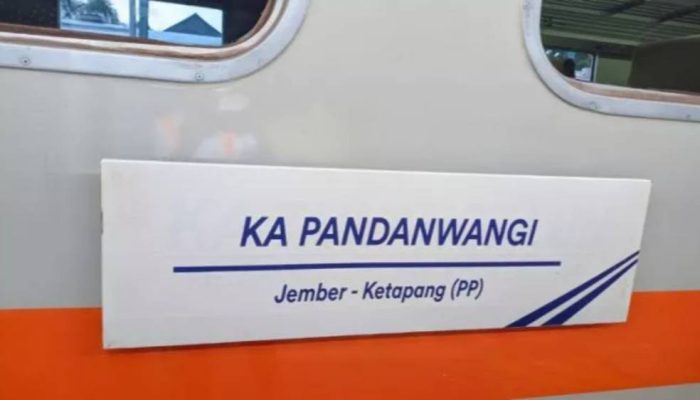 KA PANDANWANGI
Jember - Ketapang (PP)